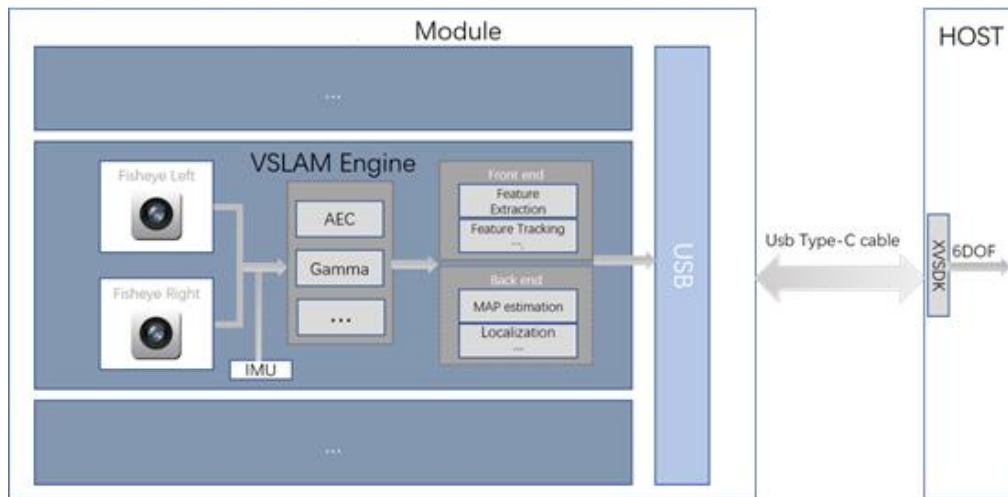 Module
HOST
...
VSLAM Engine
Fisheye Left
Fisheye Right
IMU
AEC
Gamma
...
Front end
Feature
Extraction
Feature Tracking
...
Back end
MAP estimation
Localization
...
USB
Usb Type-C cable
XVSDK
6DOF
...